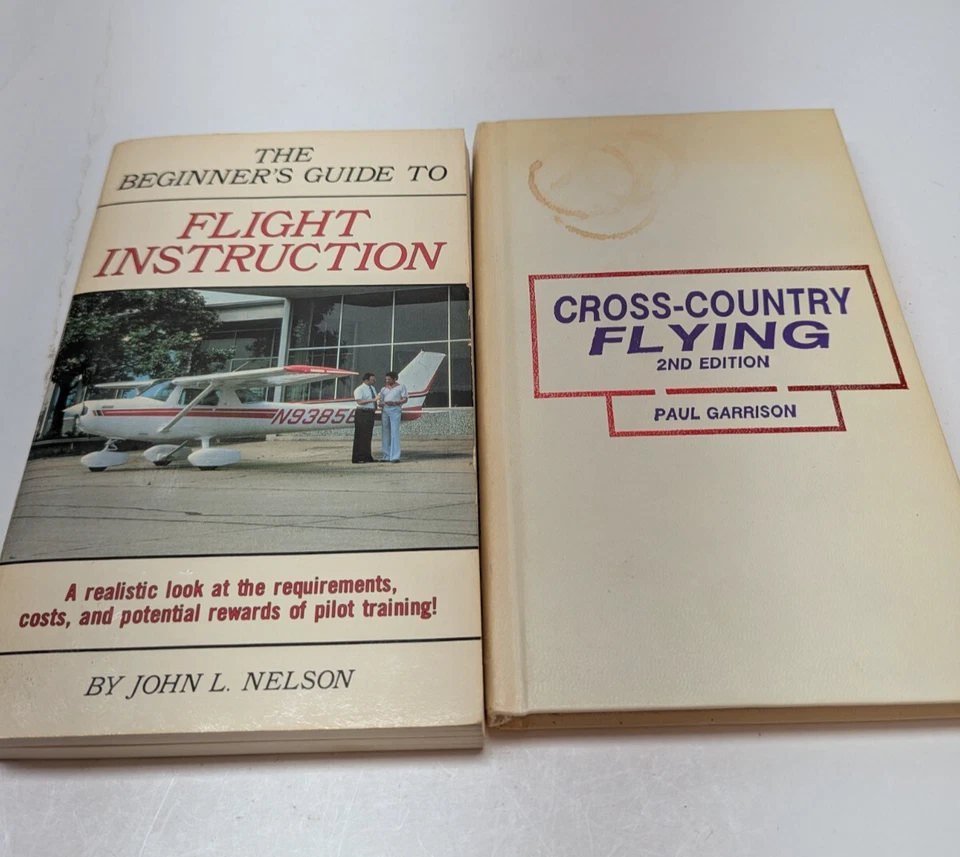 THE
BEGINNER'S GUIDE TO
FLIGHT
INSTRUCTION
N9385
A realistic look at the requirements,
costs, and potential rewards of pilot training!
BY JOHN L. NELSON
CROSS-COUNTRY
FLYING
2ND EDITION
PAUL GARRISON